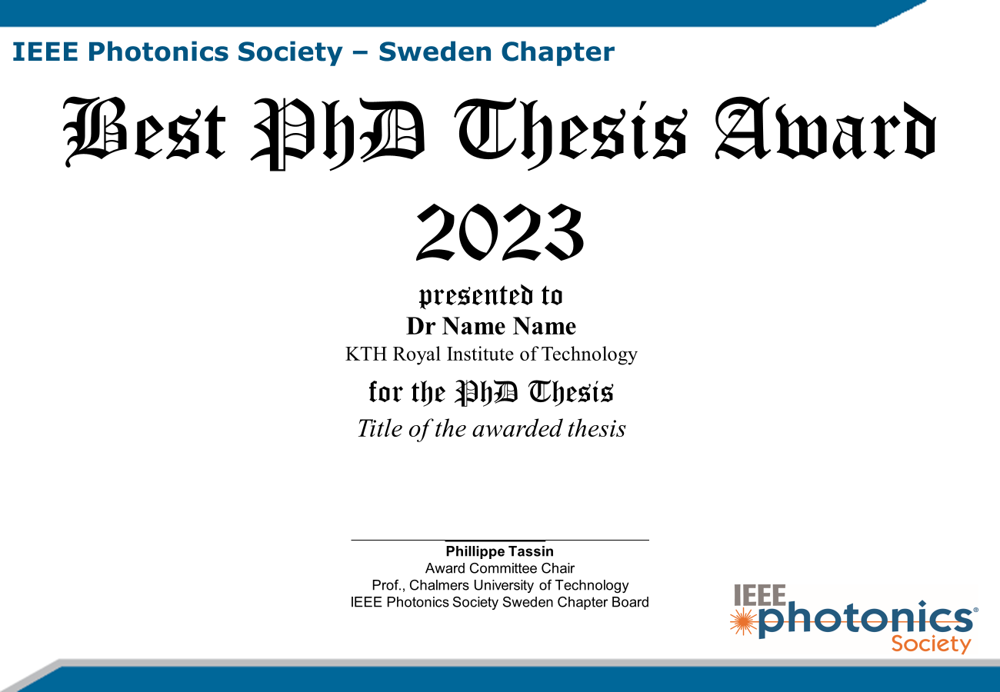 IEEE Photonics Society – Sweden Chapter
Best PhD Thesis Award
2023
presented to
Dr Name Name
KTH Royal Institute of Technology
for the PhD Thesis
Title of the awarded thesis
Phillippe Tassin
Award Committee Chair
Prof., Chalmers University of Technology
IEEE Photonics Society Sweden Chapter Board
IEEE
photonics®
Society